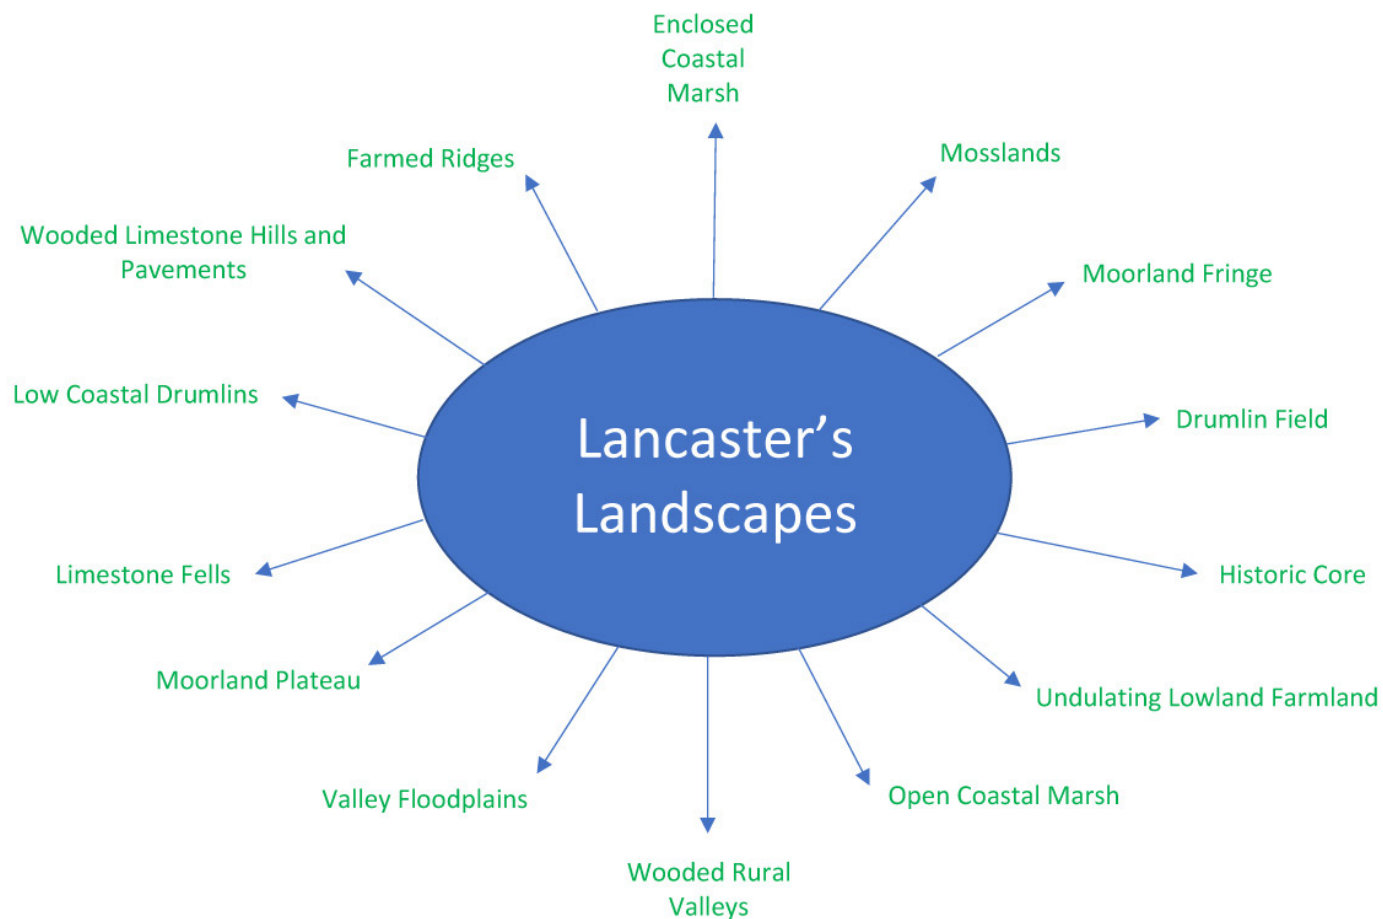 Enclosed
Coastal
Marsh
Farmed Ridges
Mosslands
Wooded Limestone Hills and
Pavements
Moorland Fringe
Low Coastal Drumlins
Drumlin Field
Lancaster’s
Landscapes
Limestone Fells
Historic Core
Moorland Plateau
Undulating Lowland Farmland
Valley Floodplains
Open Coastal Marsh
Wooded Rural
Valleys